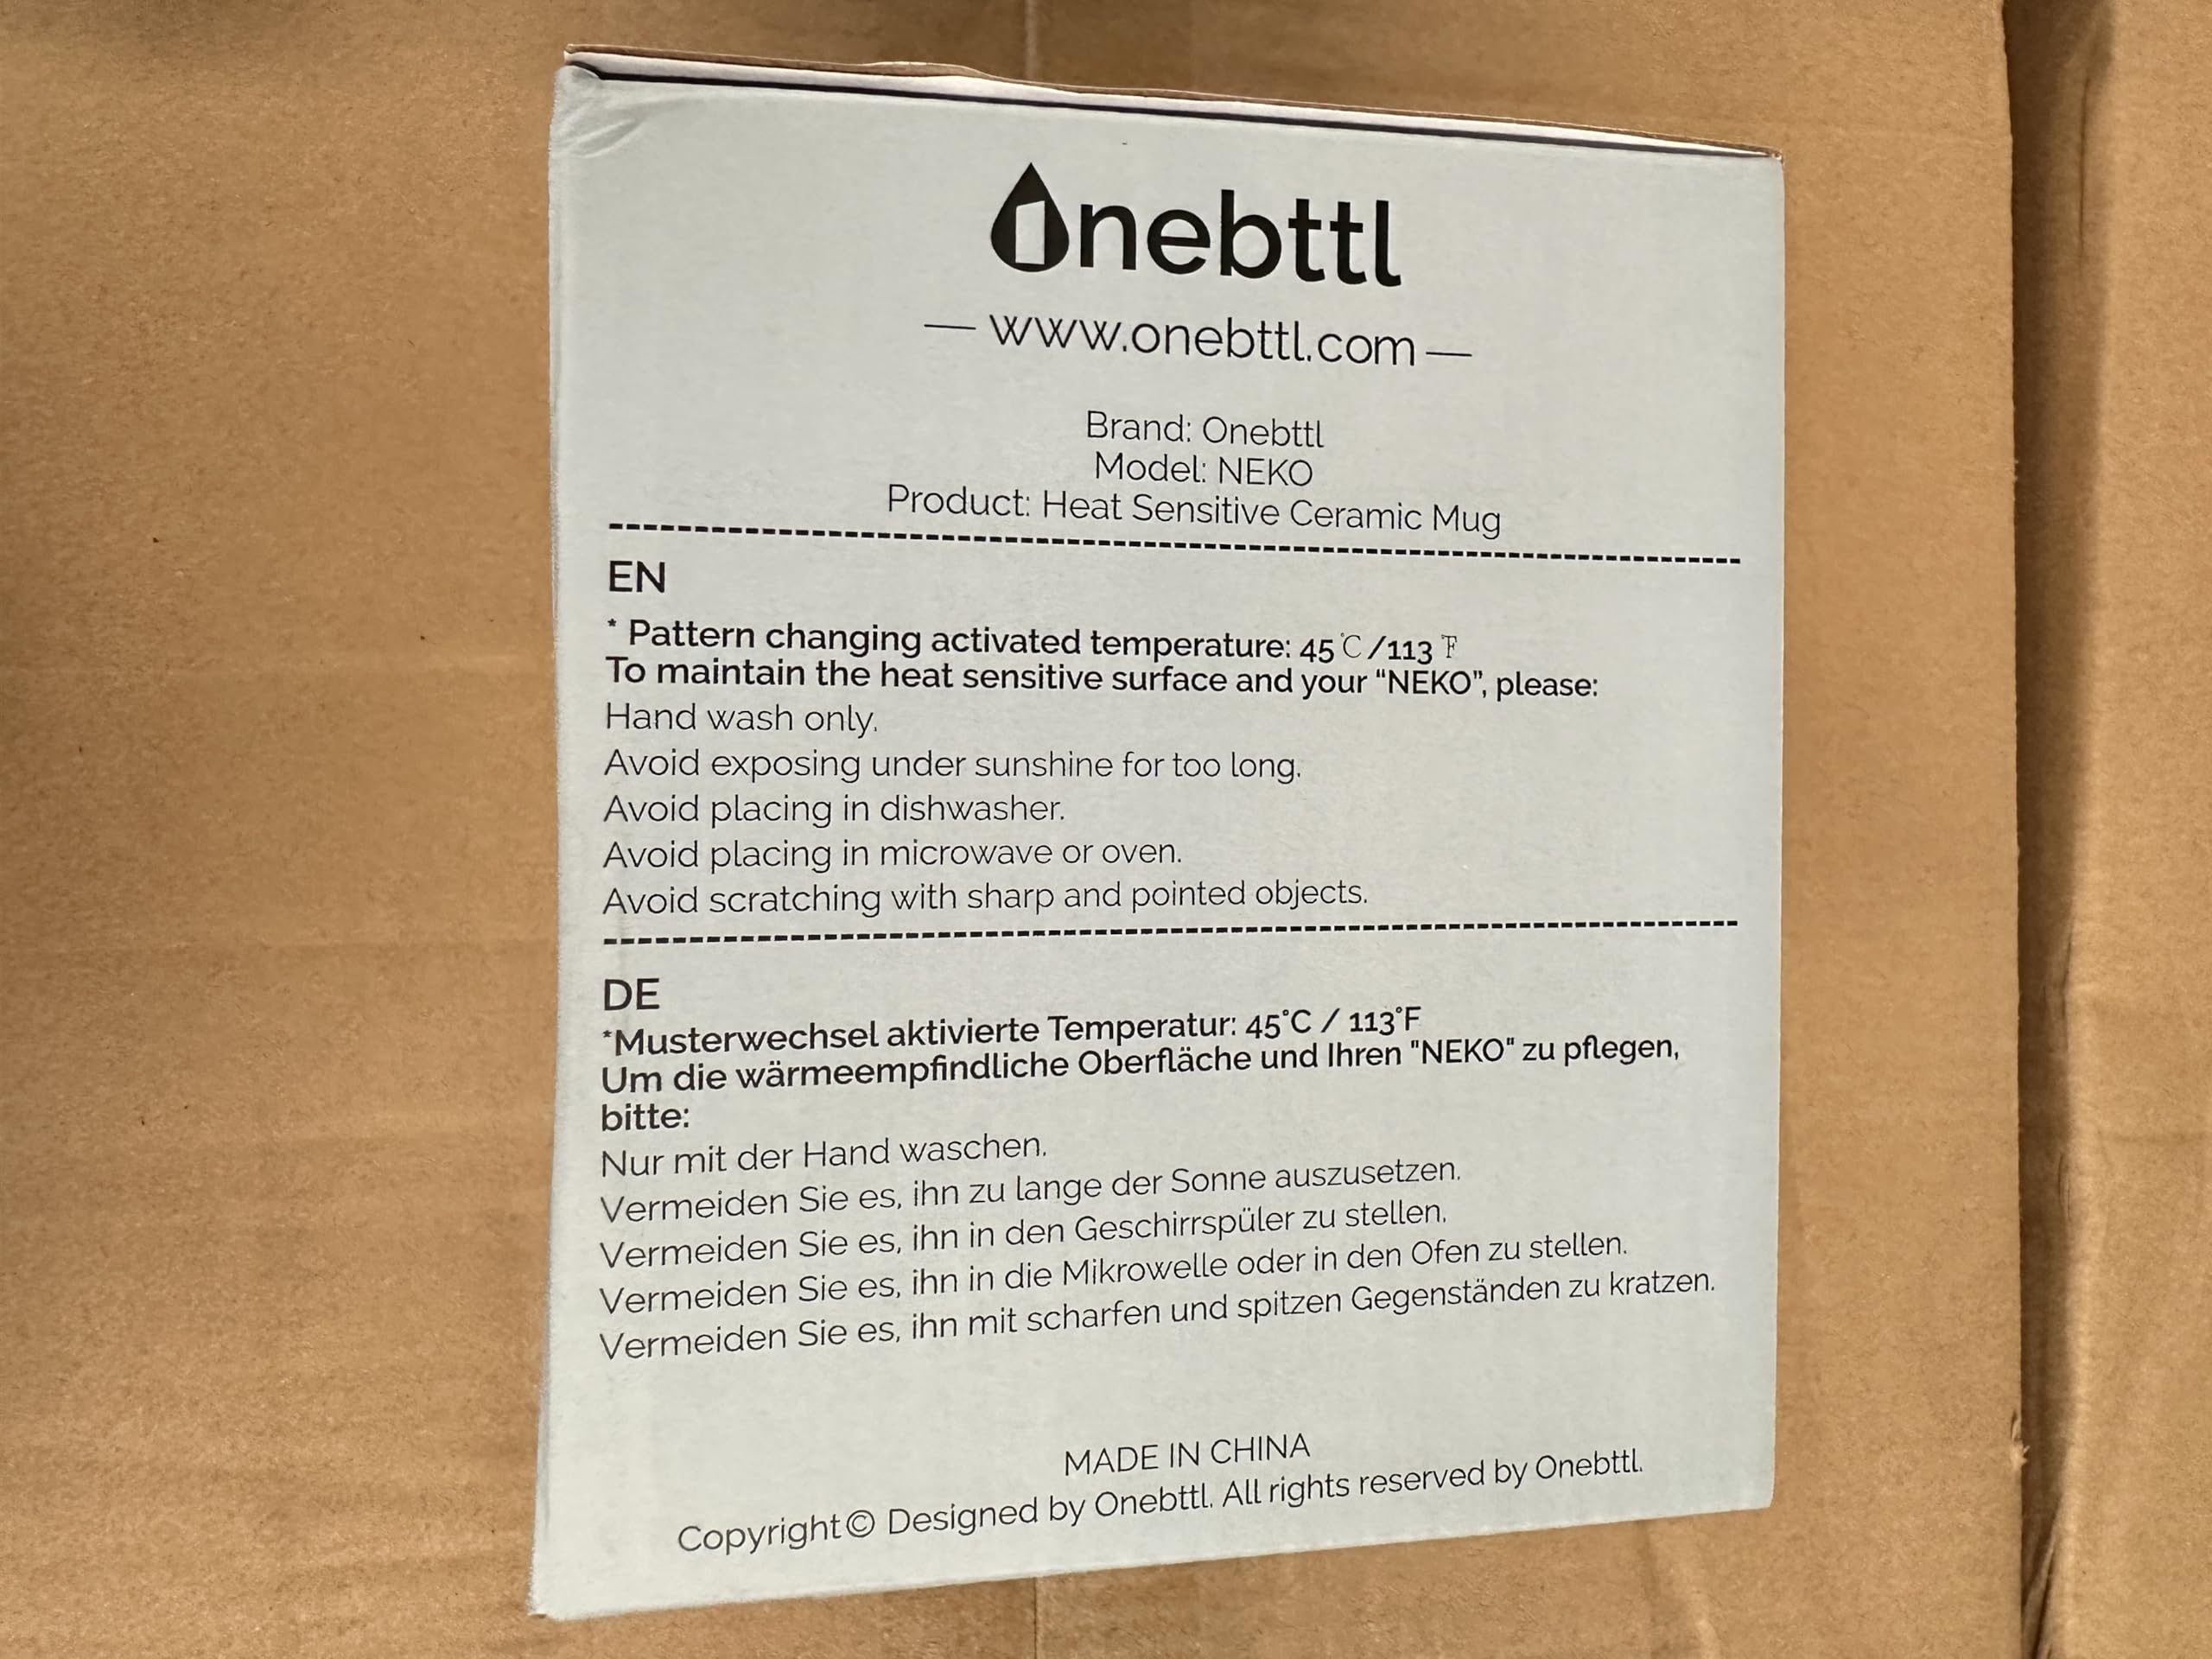 Onebttl
— www.onebttl.com —
Brand: Onebttl
Model: NEKO
Product: Heat Sensitive Ceramic Mug
EN
* Pattern changing activated temperature: 45℃/113℉
To maintain the heat sensitive surface and your “NEKO”, please:
Hand wash only.
Avoid exposing under sunshine for too long.
Avoid placing in dishwasher.
Avoid placing in microwave or oven.
Avoid scratching with sharp and pointed objects.
DE
*Musterwechsel aktivierte Temperatur: 45°C / 113°F
Um die wärmeempfindliche Oberfläche und Ihren "NEKO" zu pflegen,
bitte:
Nur mit der Hand waschen.
Vermeiden Sie es, ihn zu lange der Sonne auszusetzen.
Vermeiden Sie es, ihn in den Geschirrspüler zu stellen.
Vermeiden Sie es, ihn in die Mikrowelle oder in den Ofen zu stellen.
Vermeiden Sie es, ihn mit scharfen und spitzen Gegenständen zu kratzen.
MADE IN CHINA
Copyright© Designed by Onebttl. All rights reserved by Onebttl.